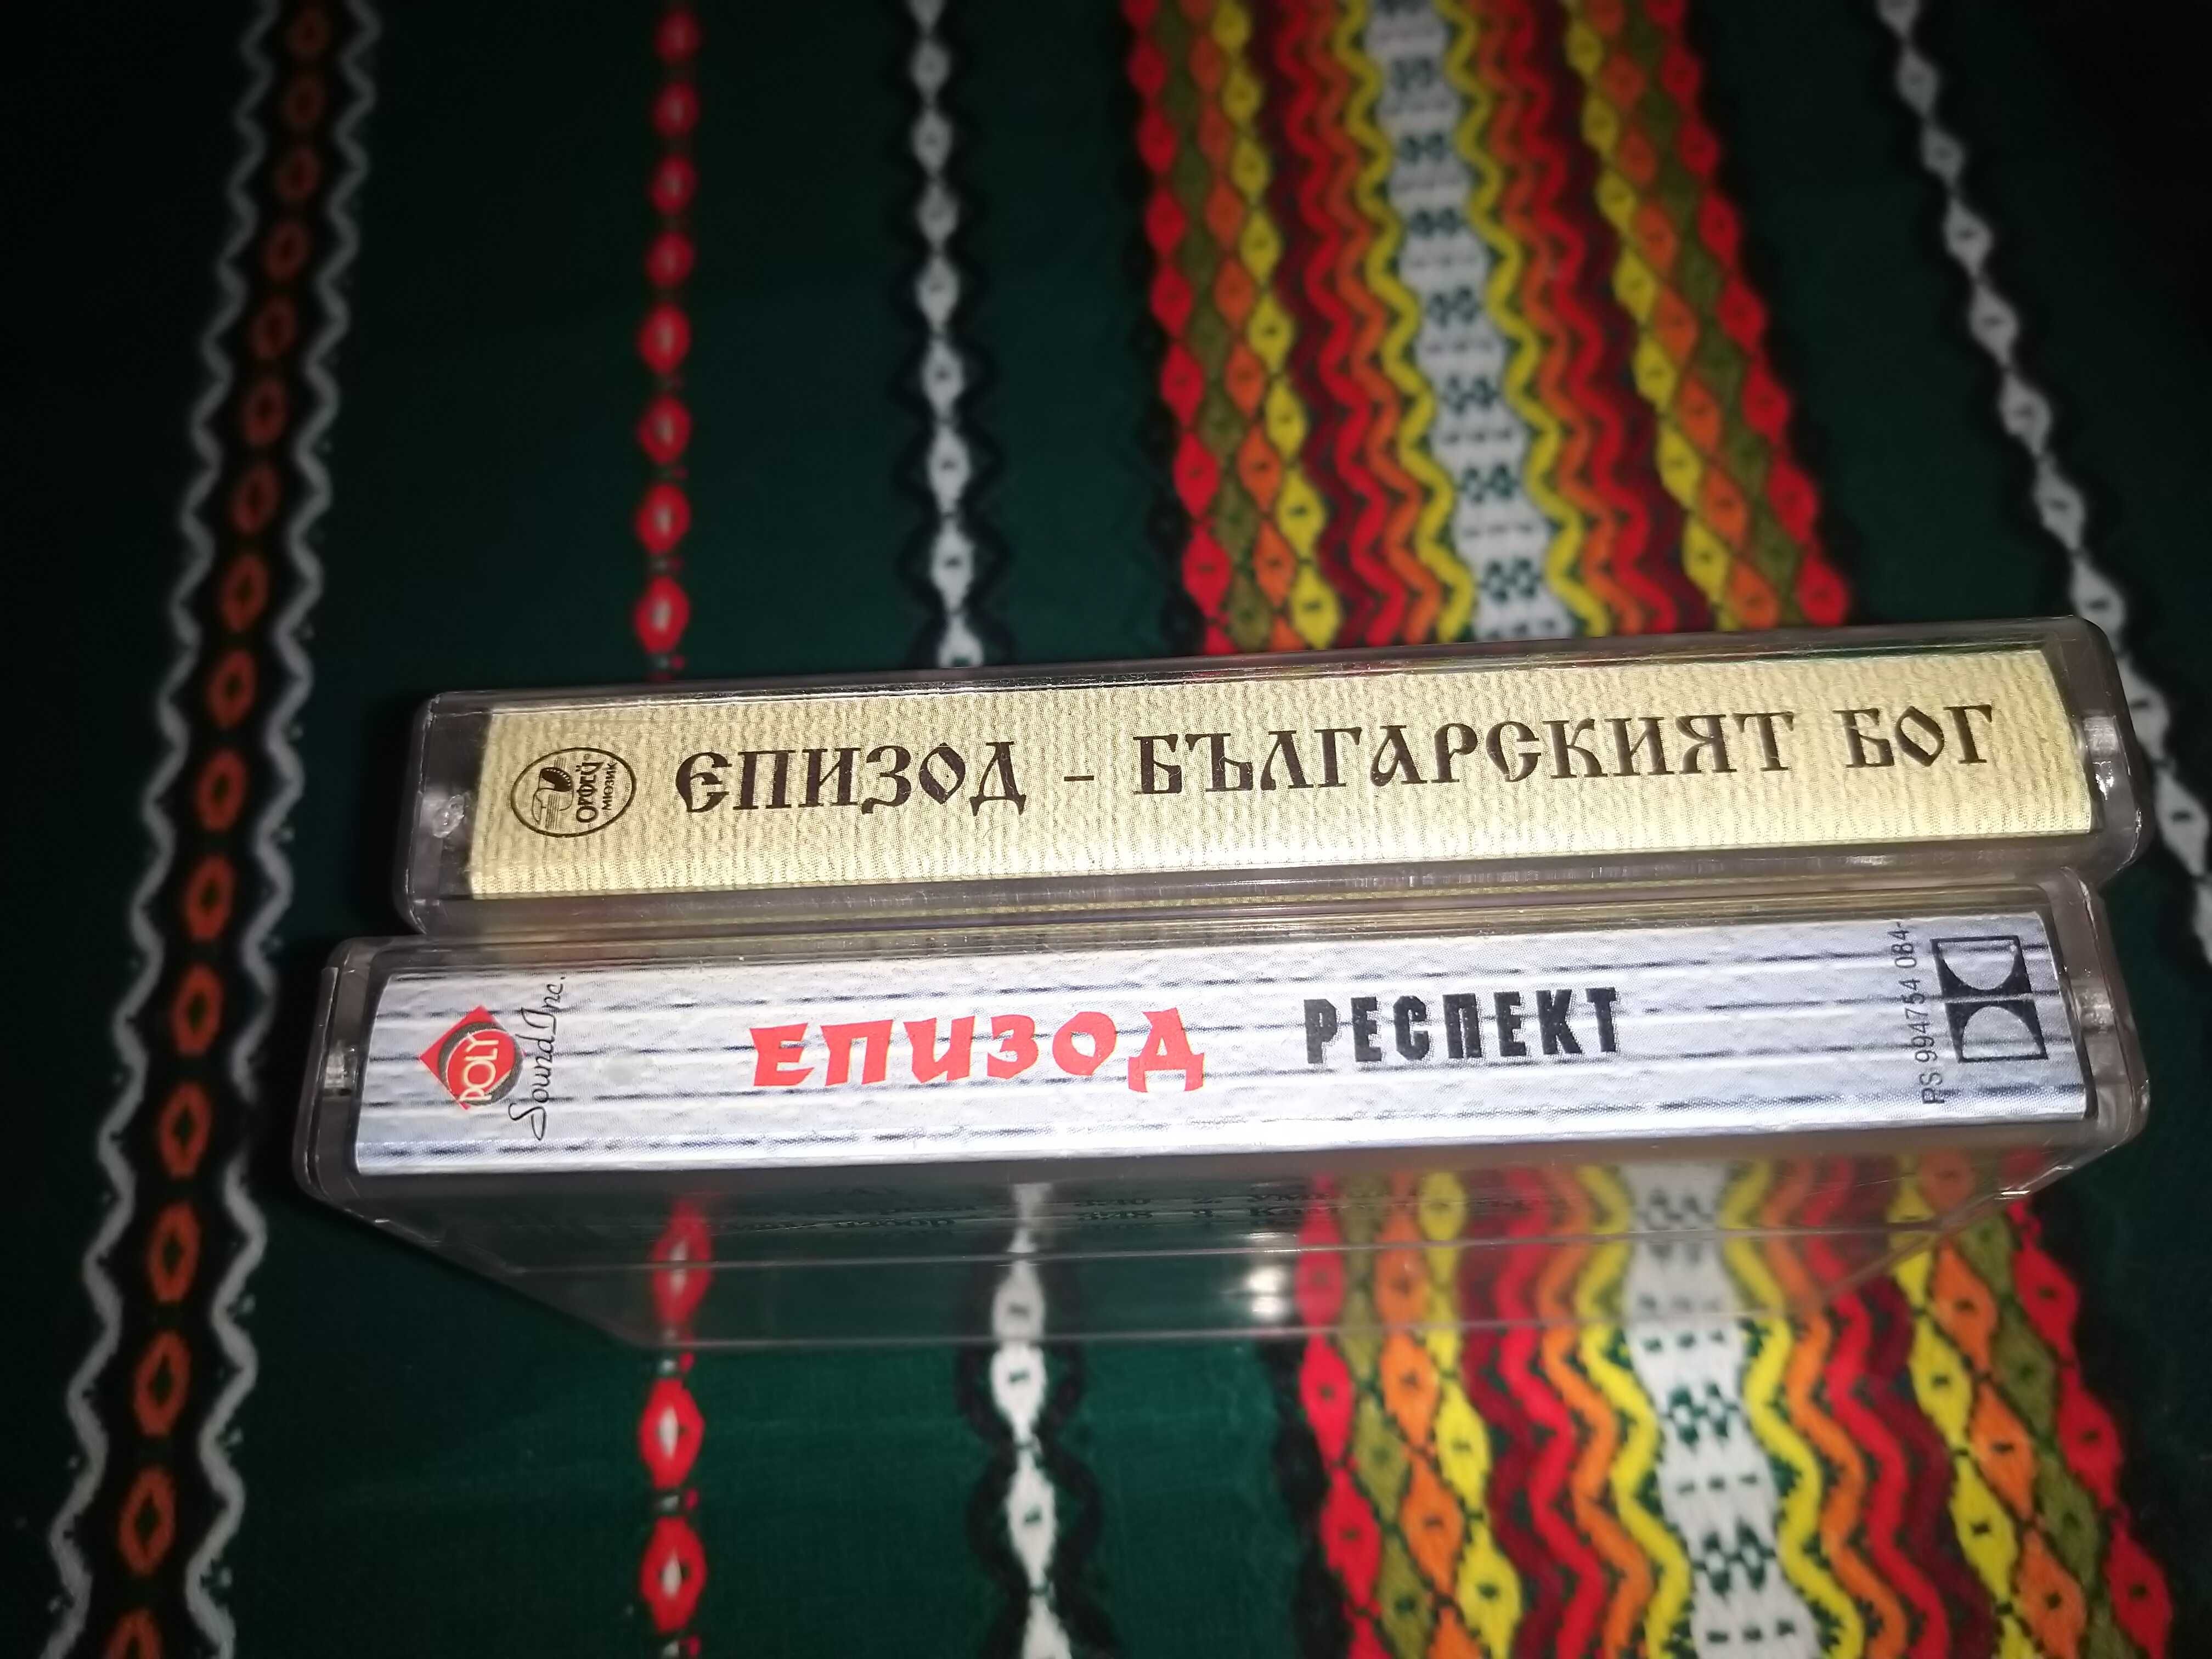 ОРФЕЙ
МЮЗИК
ЕПИЗОД - БЪЛГАРСКИЯТ БОГ
POLY
Sound Inc.
ЕПИЗОД РЕСПЕКТ
PS 994754 084-